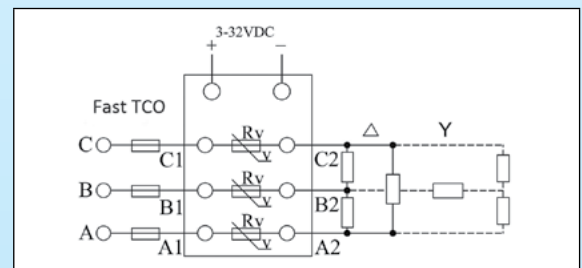 3-32VDC
+ −
Fast TCO
△ Y
C C1 Rv v C2
B B1 Rv v B2
A A1 Rv v A2